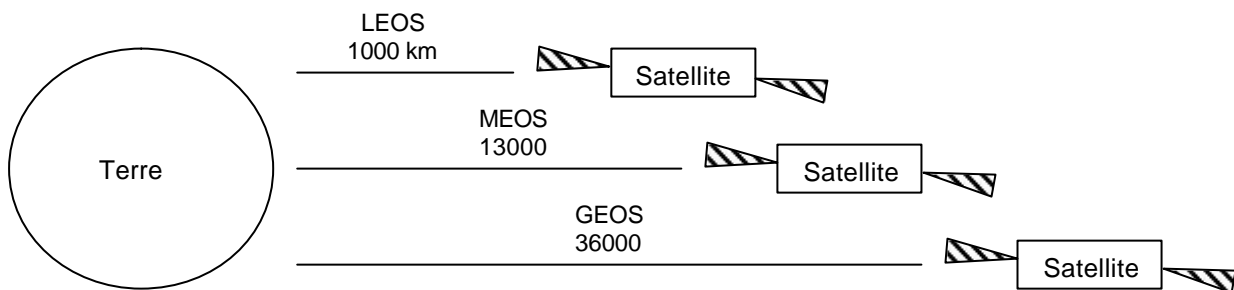 LEOS
1000 km
Satellite
MEOS
13000
Terre
Satellite
GEOS
36000
Satellite